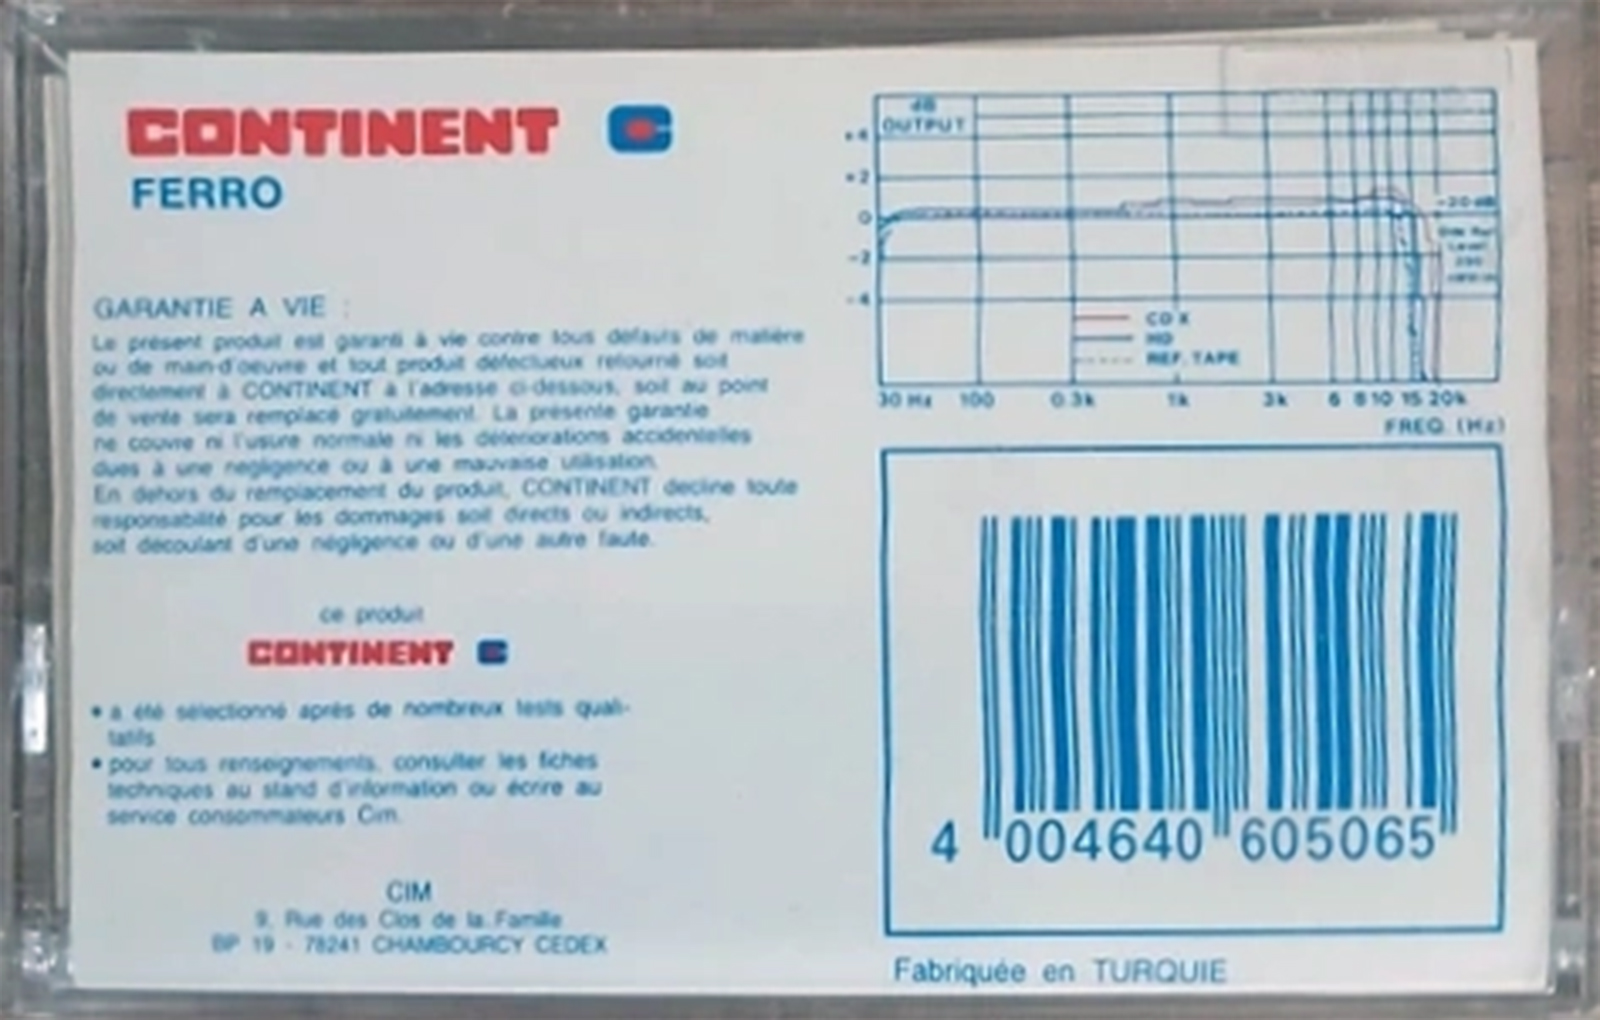 CONTINENT C
FERRO
GARANTIE A VIE :
Le présent produit est garanti à vie contre tous défauts de matière
ou de main-d'oeuvre et tout produit défectueux retourné soit
directement à CONTINENT à l'adresse ci-dessous, soit au point
de vente sera remplacé gratuitement. La présente garantie
ne couvre ni l'usure normale ni les déteriorations accidentelles
dues à une negligence ou à une mauvaise utilisation.
En dehors du remplacement du produit, CONTINENT decline toute
responsabilité pour les dommages soit directs ou indirects,
soit découlant d'une négligence ou d'une autre faute.
ce produit
CONTINENT C
• a été sélectionné après de nombreux tests quali-
tatifs
• pour tous renseignements, consulter les fiches
techniques au stand d'information ou écrire au
service consommateurs Cim.
CIM
9, Rue des Clos de la Famille
BP 19 - 78241 CHAMBOURCY CEDEX
dB
OUTPUT
+4
+2
0
-2
-4
-20 dB
Level
CD X
HD
REF. TAPE
30 Hz 100 0.3k 1k 3k 6 8 10 15 20k
FREQ. (Hz)
4 004640 605065
Fabriquée en TURQUIE